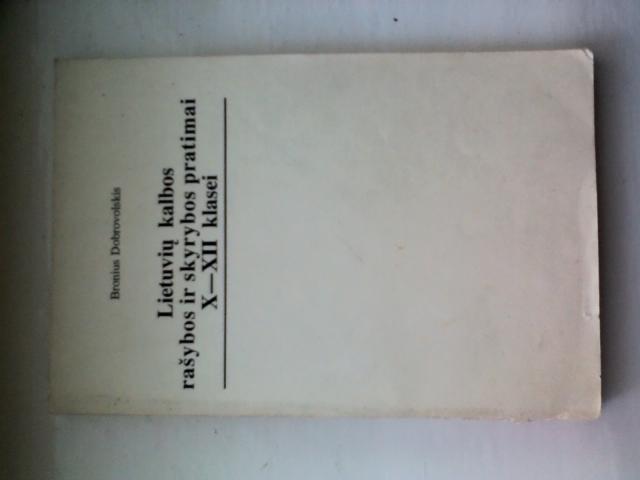 Bronius Dobrovolskis
Lietuvių kalbos
rašybos ir skyrybos pratimai
X—XII klasei